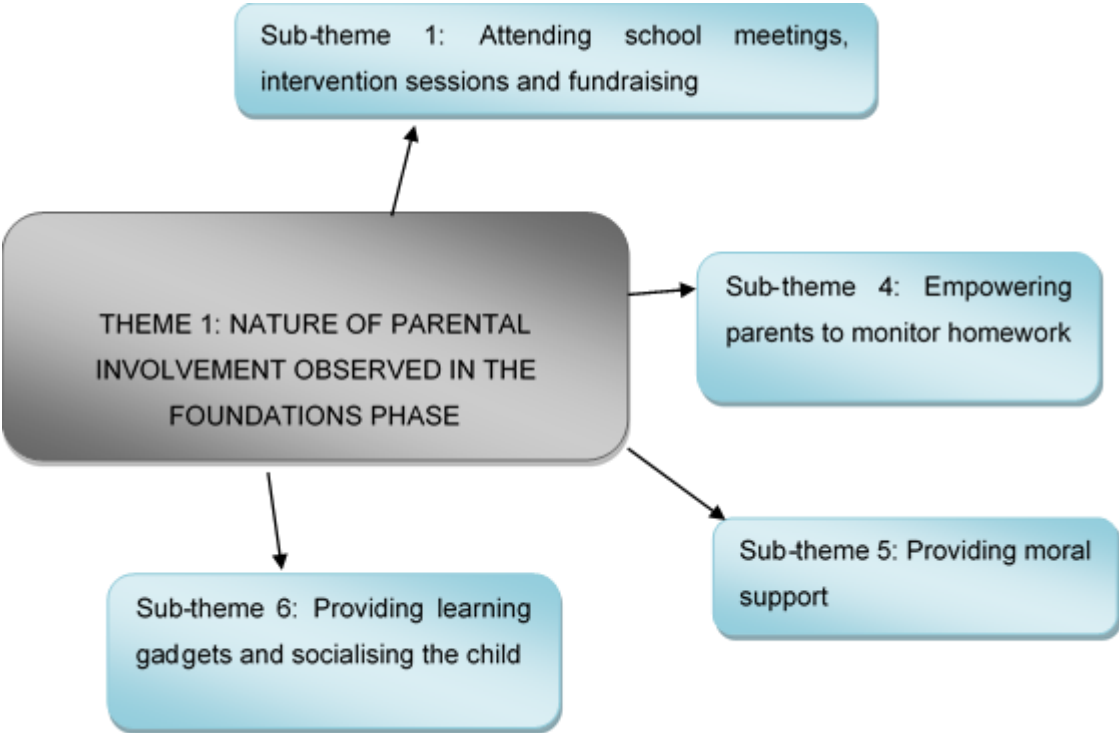 Sub-theme 1: Attending school meetings,
intervention sessions and fundraising
THEME 1: NATURE OF PARENTAL
INVOLVEMENT OBSERVED IN THE
FOUNDATIONS PHASE
Sub-theme 4: Empowering
parents to monitor homework
Sub-theme 5: Providing moral
support
Sub-theme 6: Providing learning
gadgets and socialising the child